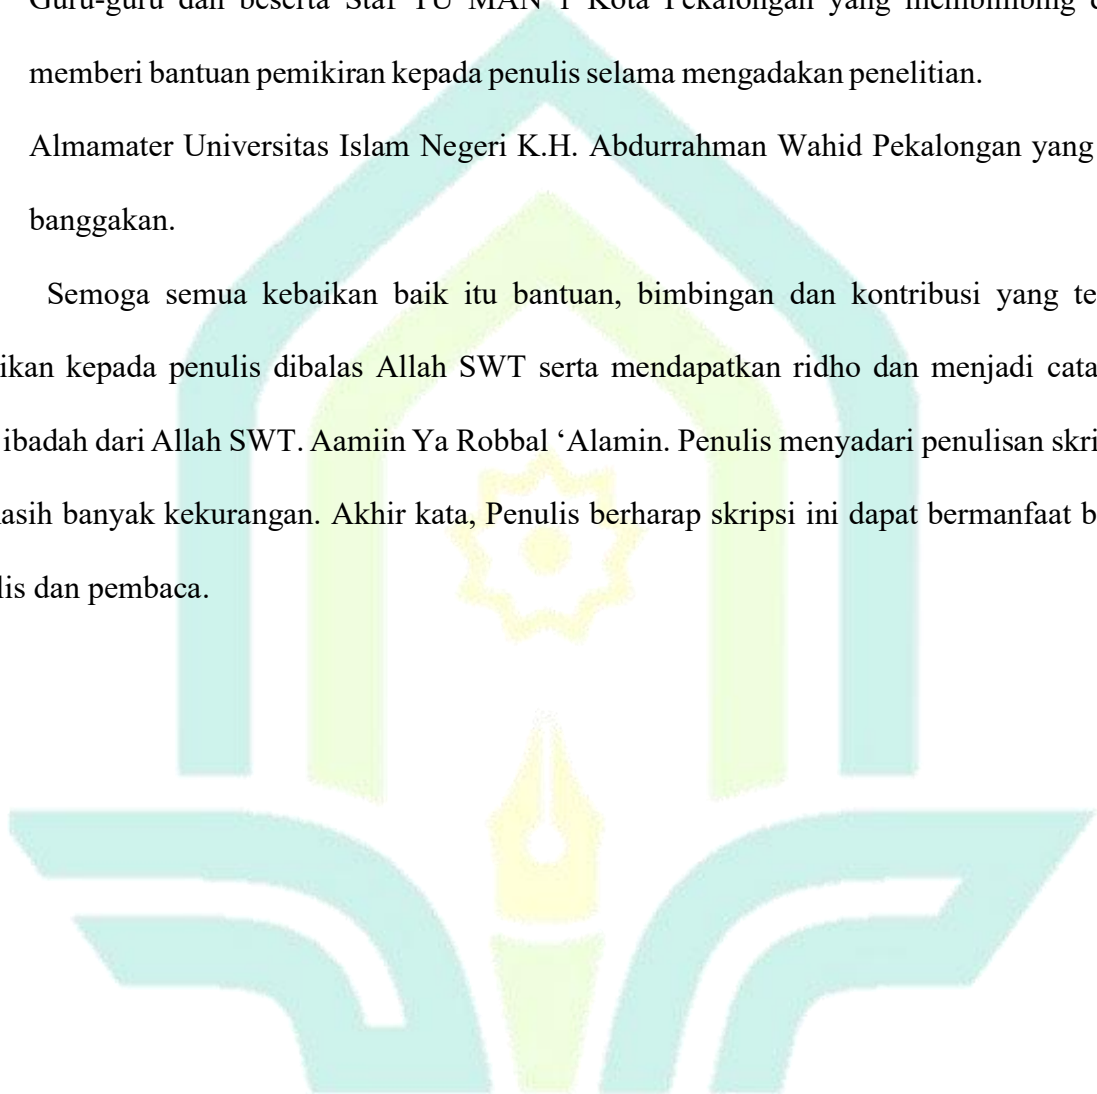 Guru-guru dan beserta Staf TU MAN 1 Kota Pekalongan yang membimbing d
memberi bantuan pemikiran kepada penulis selama mengadakan penelitian.
Almamater Universitas Islam Negeri K.H. Abdurrahman Wahid Pekalongan yang
banggakan.
Semoga semua kebaikan baik itu bantuan, bimbingan dan kontribusi yang te
ikan kepada penulis dibalas Allah SWT serta mendapatkan ridho dan menjadi cata
ibadah dari Allah SWT. Aamiin Ya Robbal ‘Alamin. Penulis menyadari penulisan skri
asih banyak kekurangan. Akhir kata, Penulis berharap skripsi ini dapat bermanfaat b
lis dan pembaca.